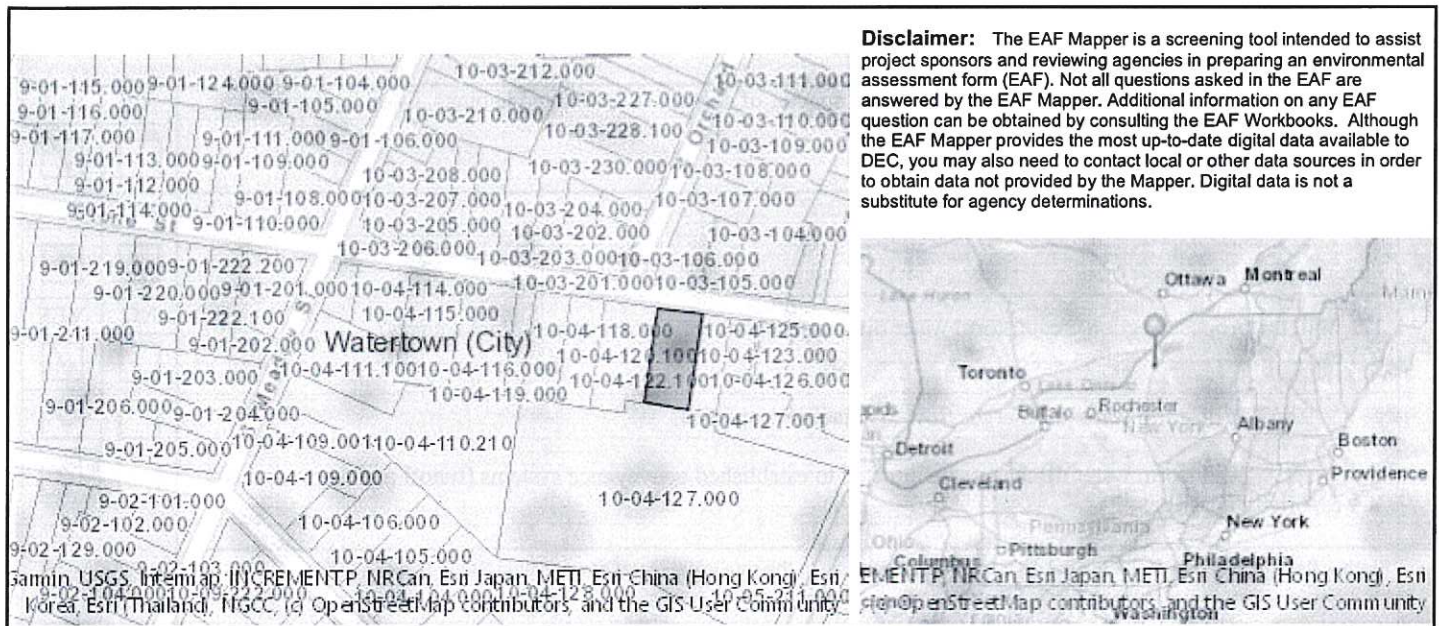 Disclaimer: The EAF Mapper is a screening tool intended to assist
project sponsors and reviewing agencies in preparing an environmental
assessment form (EAF). Not all questions asked in the EAF are
answered by the EAF Mapper. Additional information on any EAF
question can be obtained by consulting the EAF Workbooks. Although
the EAF Mapper provides the most up-to-date digital data available to
DEC, you may also need to contact local or other data sources in order
to obtain data not provided by the Mapper. Digital data is not a
substitute for agency determinations.
9-01-115.000 9-01-124.000 9-01-104.000 10-03-212.000 10-03-111.000
9-01-116.000 9-01-105.000 10-03-210.000 10-03-227.000 10-03-110.000
9-01-117.000 9-01-111.000 9-01-106.000 10-03-228.100 10-03-109.000
9-01-113.000 9-01-109.000 10-03-208.000 10-03-230.000 10-03-108.000
9-01-112.000 9-01-108.000 10-03-207.000 10-03-204.000 10-03-107.000
9-01-114.000 9-01-110.000 10-03-205.000 10-03-202.000 10-03-104.000
St
10-03-206.000 10-03-203.000 10-03-106.000
9-01-219.000 9-01-222.200 10-03-201.000 10-03-105.000
9-01-220.000 9-01-201.000 10-04-114.000
9-01-222.100 10-04-115.000 10-04-118.000 10-04-125.000
9-01-211.000 9-01-202.000 Watertown (City) 10-04-120.100 10-04-123.000
9-01-203.000 10-04-111.100 10-04-116.000 10-04-122.100 10-04-126.000
9-01-206.000 9-01-204.000 10-04-119.000 10-04-127.001
9-01-205.000 10-04-109.001 10-04-110.210
10-04-109.000 10-04-127.000
9-02-101.000
9-02-102.000 10-04-106.000
9-02-129.000 9-02-103.000 10-04-105.000
Garmin, USGS, Intermap, INCREMENT P, NRCan, Esri Japan, METI, Esri China (Hong Kong), Esri
Korea, Esri (Thailand), NGCC, (c) OpenStreetMap contributors, and the GIS User Community
Ottawa Montreal
Lake Huron
Toronto
Lake Ontario
Buffalo Rochester
New York
Albany
Detroit
Boston
Cleveland
Providence
Pennsylvania
New York
Ohio
Pittsburgh
Columbus
Philadelphia
EMENT P, NRCan, Esri Japan, METI, Esri China (Hong Kong), Esri
OpenStreetMap contributors, and the GIS User Community
Washington